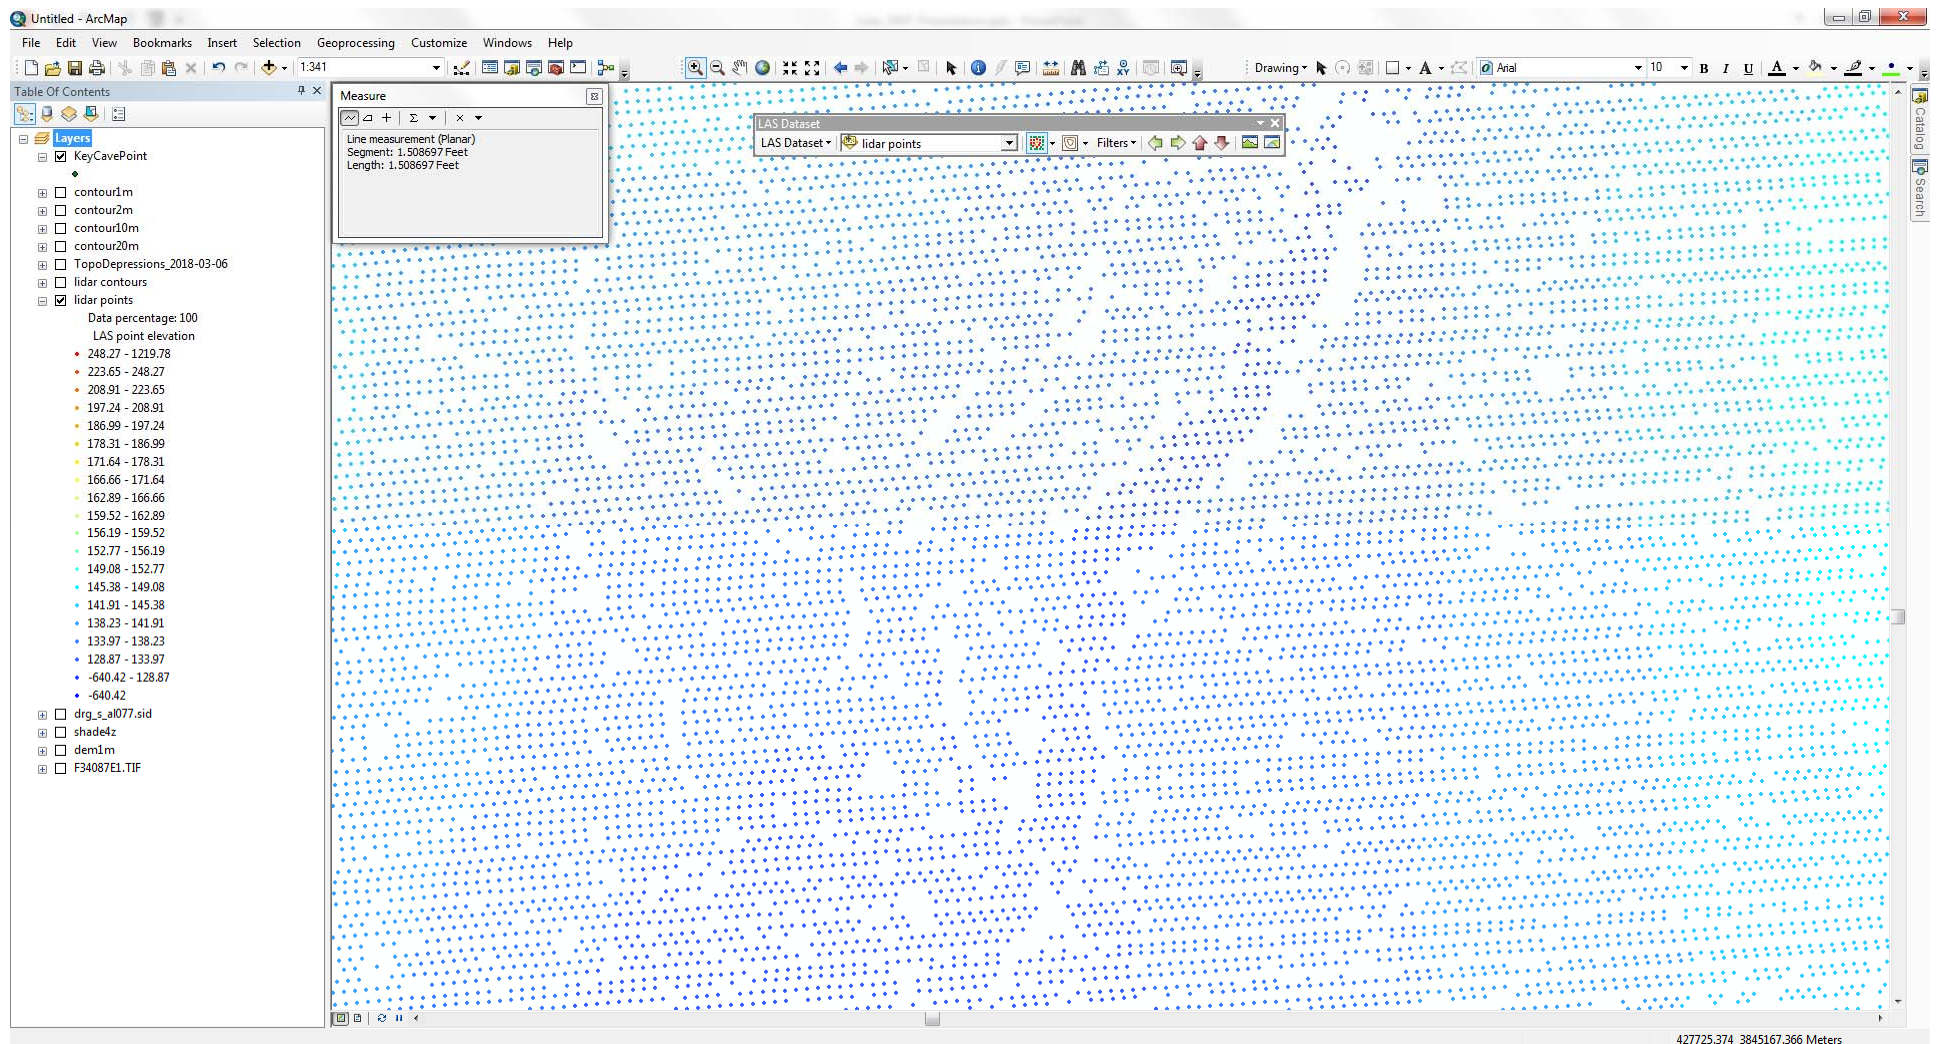 Untitled - ArcMap
File Edit View Bookmarks Insert Selection Geoprocessing Customize Windows Help
1:341
Drawing
Arial
10
B I U A
Table Of Contents
Layers
KeyCavePoint
contour1m
contour2m
contour10m
contour20m
TopoDepressions_2018-03-06
lidar contours
lidar points
Data percentage: 100
LAS point elevation
248.27 - 1219.78
223.65 - 248.27
208.91 - 223.65
197.24 - 208.91
186.99 - 197.24
178.31 - 186.99
171.64 - 178.31
166.66 - 171.64
162.89 - 166.66
159.52 - 162.89
156.19 - 159.52
152.77 - 156.19
149.08 - 152.77
145.38 - 149.08
141.91 - 145.38
138.23 - 141.91
133.97 - 138.23
128.87 - 133.97
-640.42 - 128.87
-640.42
drg_s_al077.sid
shade4z
dem1m
F34087E1.TIF
Measure
Line measurement (Planar)
Segment: 1.508697 Feet
Length: 1.508697 Feet
LAS Dataset
LAS Dataset
lidar points
Filters
Catalog
Search
427725.374 3845167.366 Meters